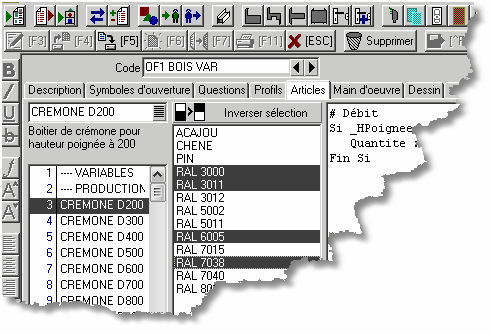 [F3] [F4] [F5] [F6] [F7] [F11] [ESC] Supprimer
Code OF1 BOIS VAR
Description Symboles d'ouverture Questions Profils Articles Main d'oeuvre Dessin
CREMONE D200
Boitier de crémone pour
hauteur poignée à 200
Inverser sélection
1 ---- VARIABLES
2 ---- PRODUCTION
3 CREMONE D200
4 CREMONE D300
5 CREMONE D400
6 CREMONE D500
7 CREMONE D600
8 CREMONE D700
9 CREMONE D800
ACAJOU
CHENE
PIN
RAL 3000
RAL 3011
RAL 3012
RAL 5002
RAL 5011
RAL 6005
RAL 7015
RAL 7038
RAL 7040
RAL
# Débit
Si _HPoignee
Quantite :
Fin Si
B
I
U
b
f
A
A